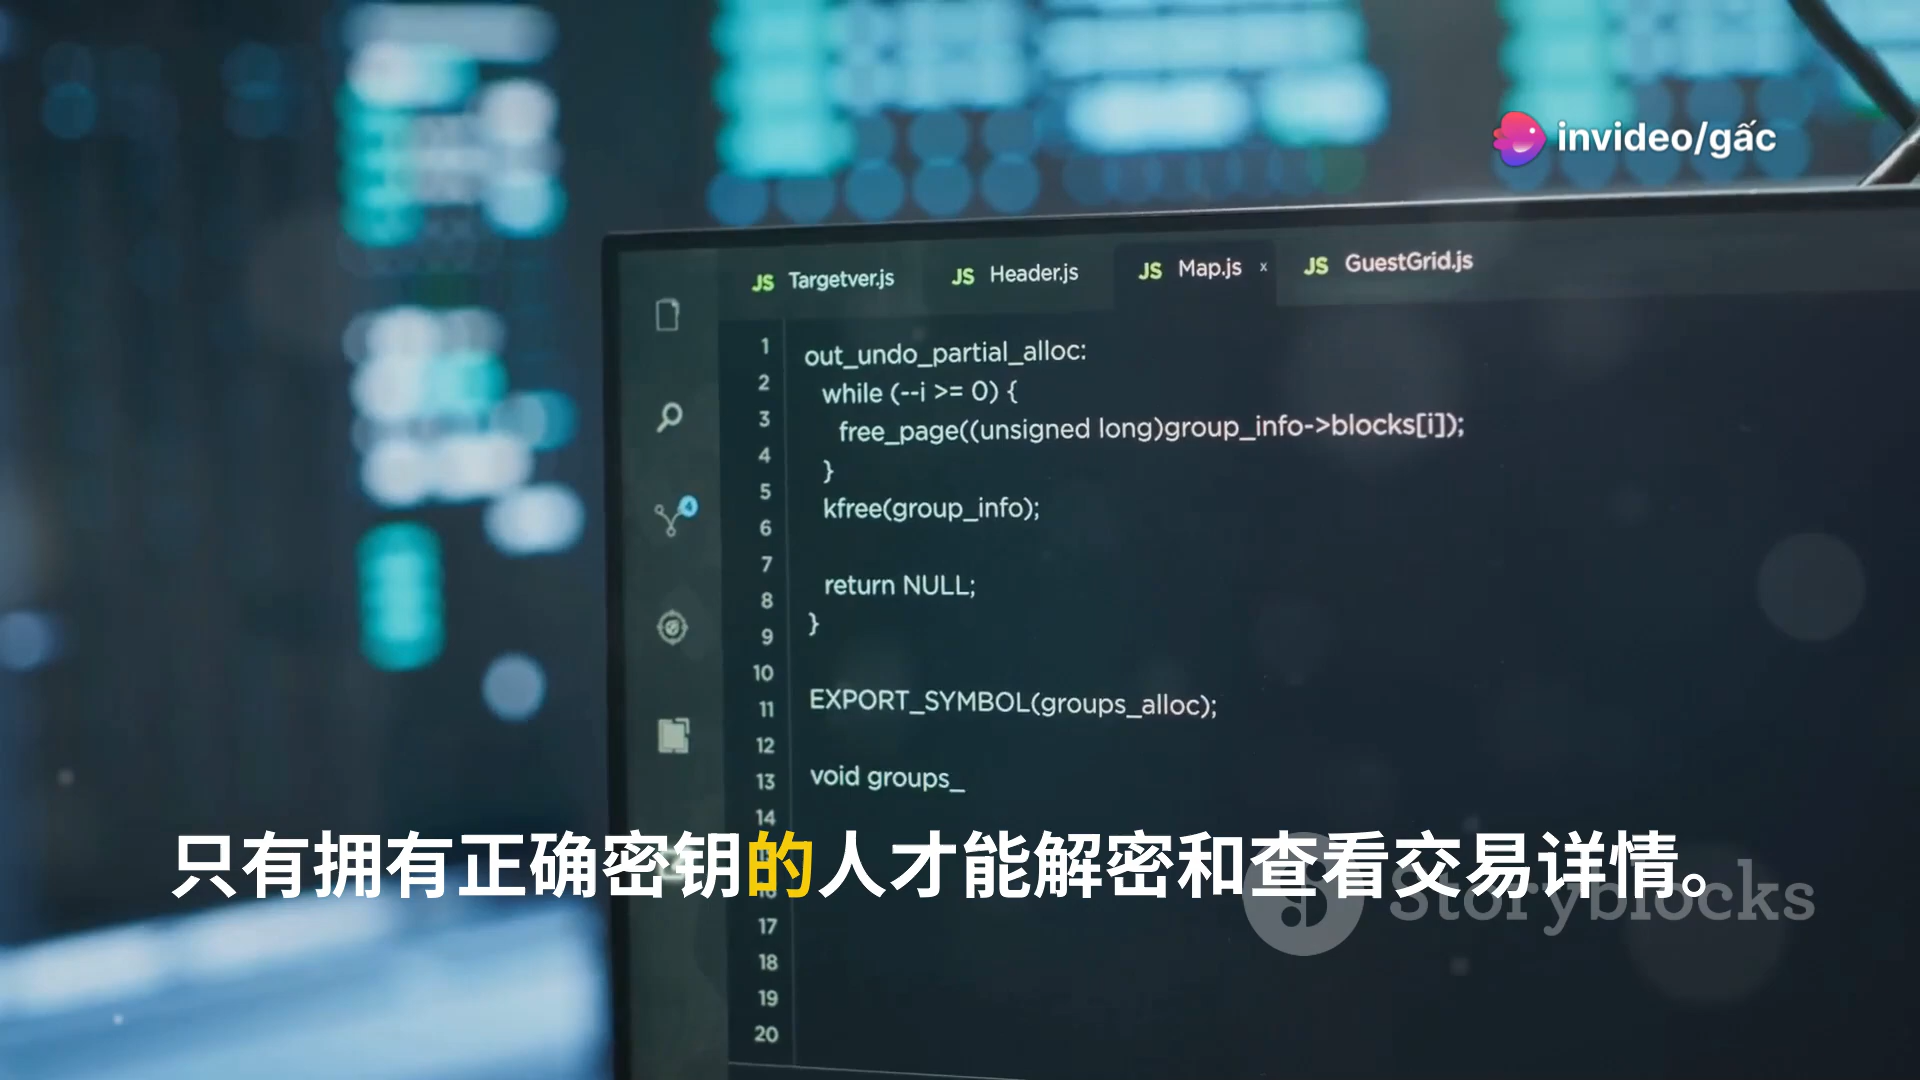 invideo/gấc
JS Targetver.js
JS Header.js
JS Map.js x
JS GuestGrid.js
1 out_undo_partial_alloc:
2 while (--i >= 0) {
3 free_page((unsigned long)group_info->blocks[i]);
4 }
5 kfree(group_info);
4
6
7 return NULL;
8 }
9
10 EXPORT_SYMBOL(groups_alloc);
11
12 void groups_
13
14
只有拥有正确密钥的人才能解密和查看交易详情。
Storyblocks
17
18
19
20